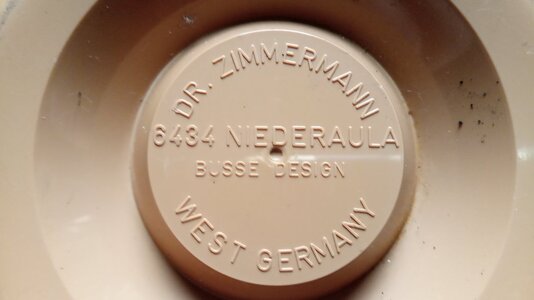 DR. ZIMMERMANN
6434 NIEDERAULA
BUSSE DESIGN
WEST GERMANY